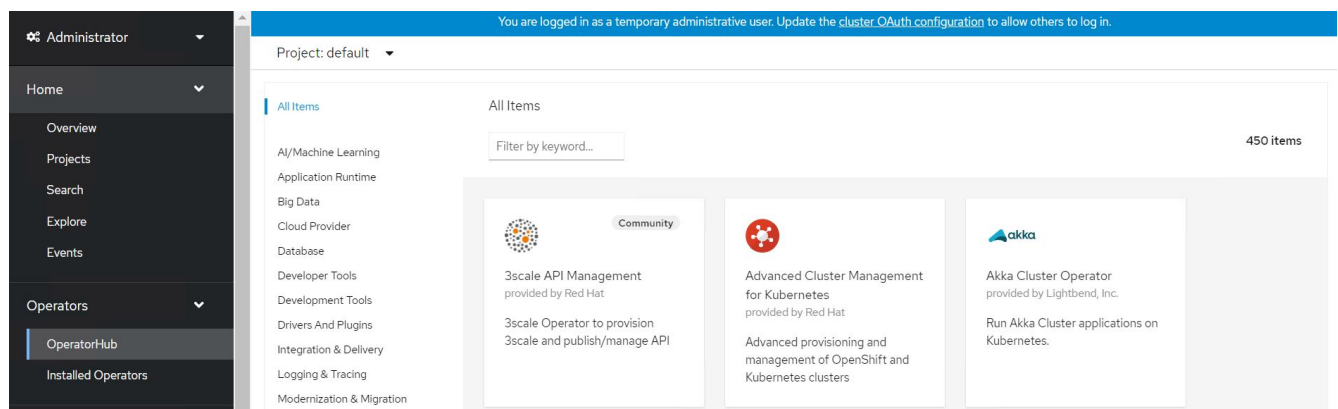 You are logged in as a temporary administrative user. Update the cluster OAuth configuration to allow others to log in.
Administrator
Project: default
Home
Overview
Projects
Search
Explore
Events
Operators
OperatorHub
Installed Operators
All Items
AI/Machine Learning
Application Runtime
Big Data
Cloud Provider
Database
Developer Tools
Development Tools
Drivers And Plugins
Integration & Delivery
Logging & Tracing
Modernization & Migration
All Items
Filter by keyword...
450 items
Community
3scale API Management
provided by Red Hat
3scale Operator to provision
3scale and publish/manage API
Advanced Cluster Management
for Kubernetes
provided by Red Hat
Advanced provisioning and
management of OpenShift and
Kubernetes clusters
akka
Akka Cluster Operator
provided by Lightbend, Inc.
Run Akka Cluster applications on
Kubernetes.